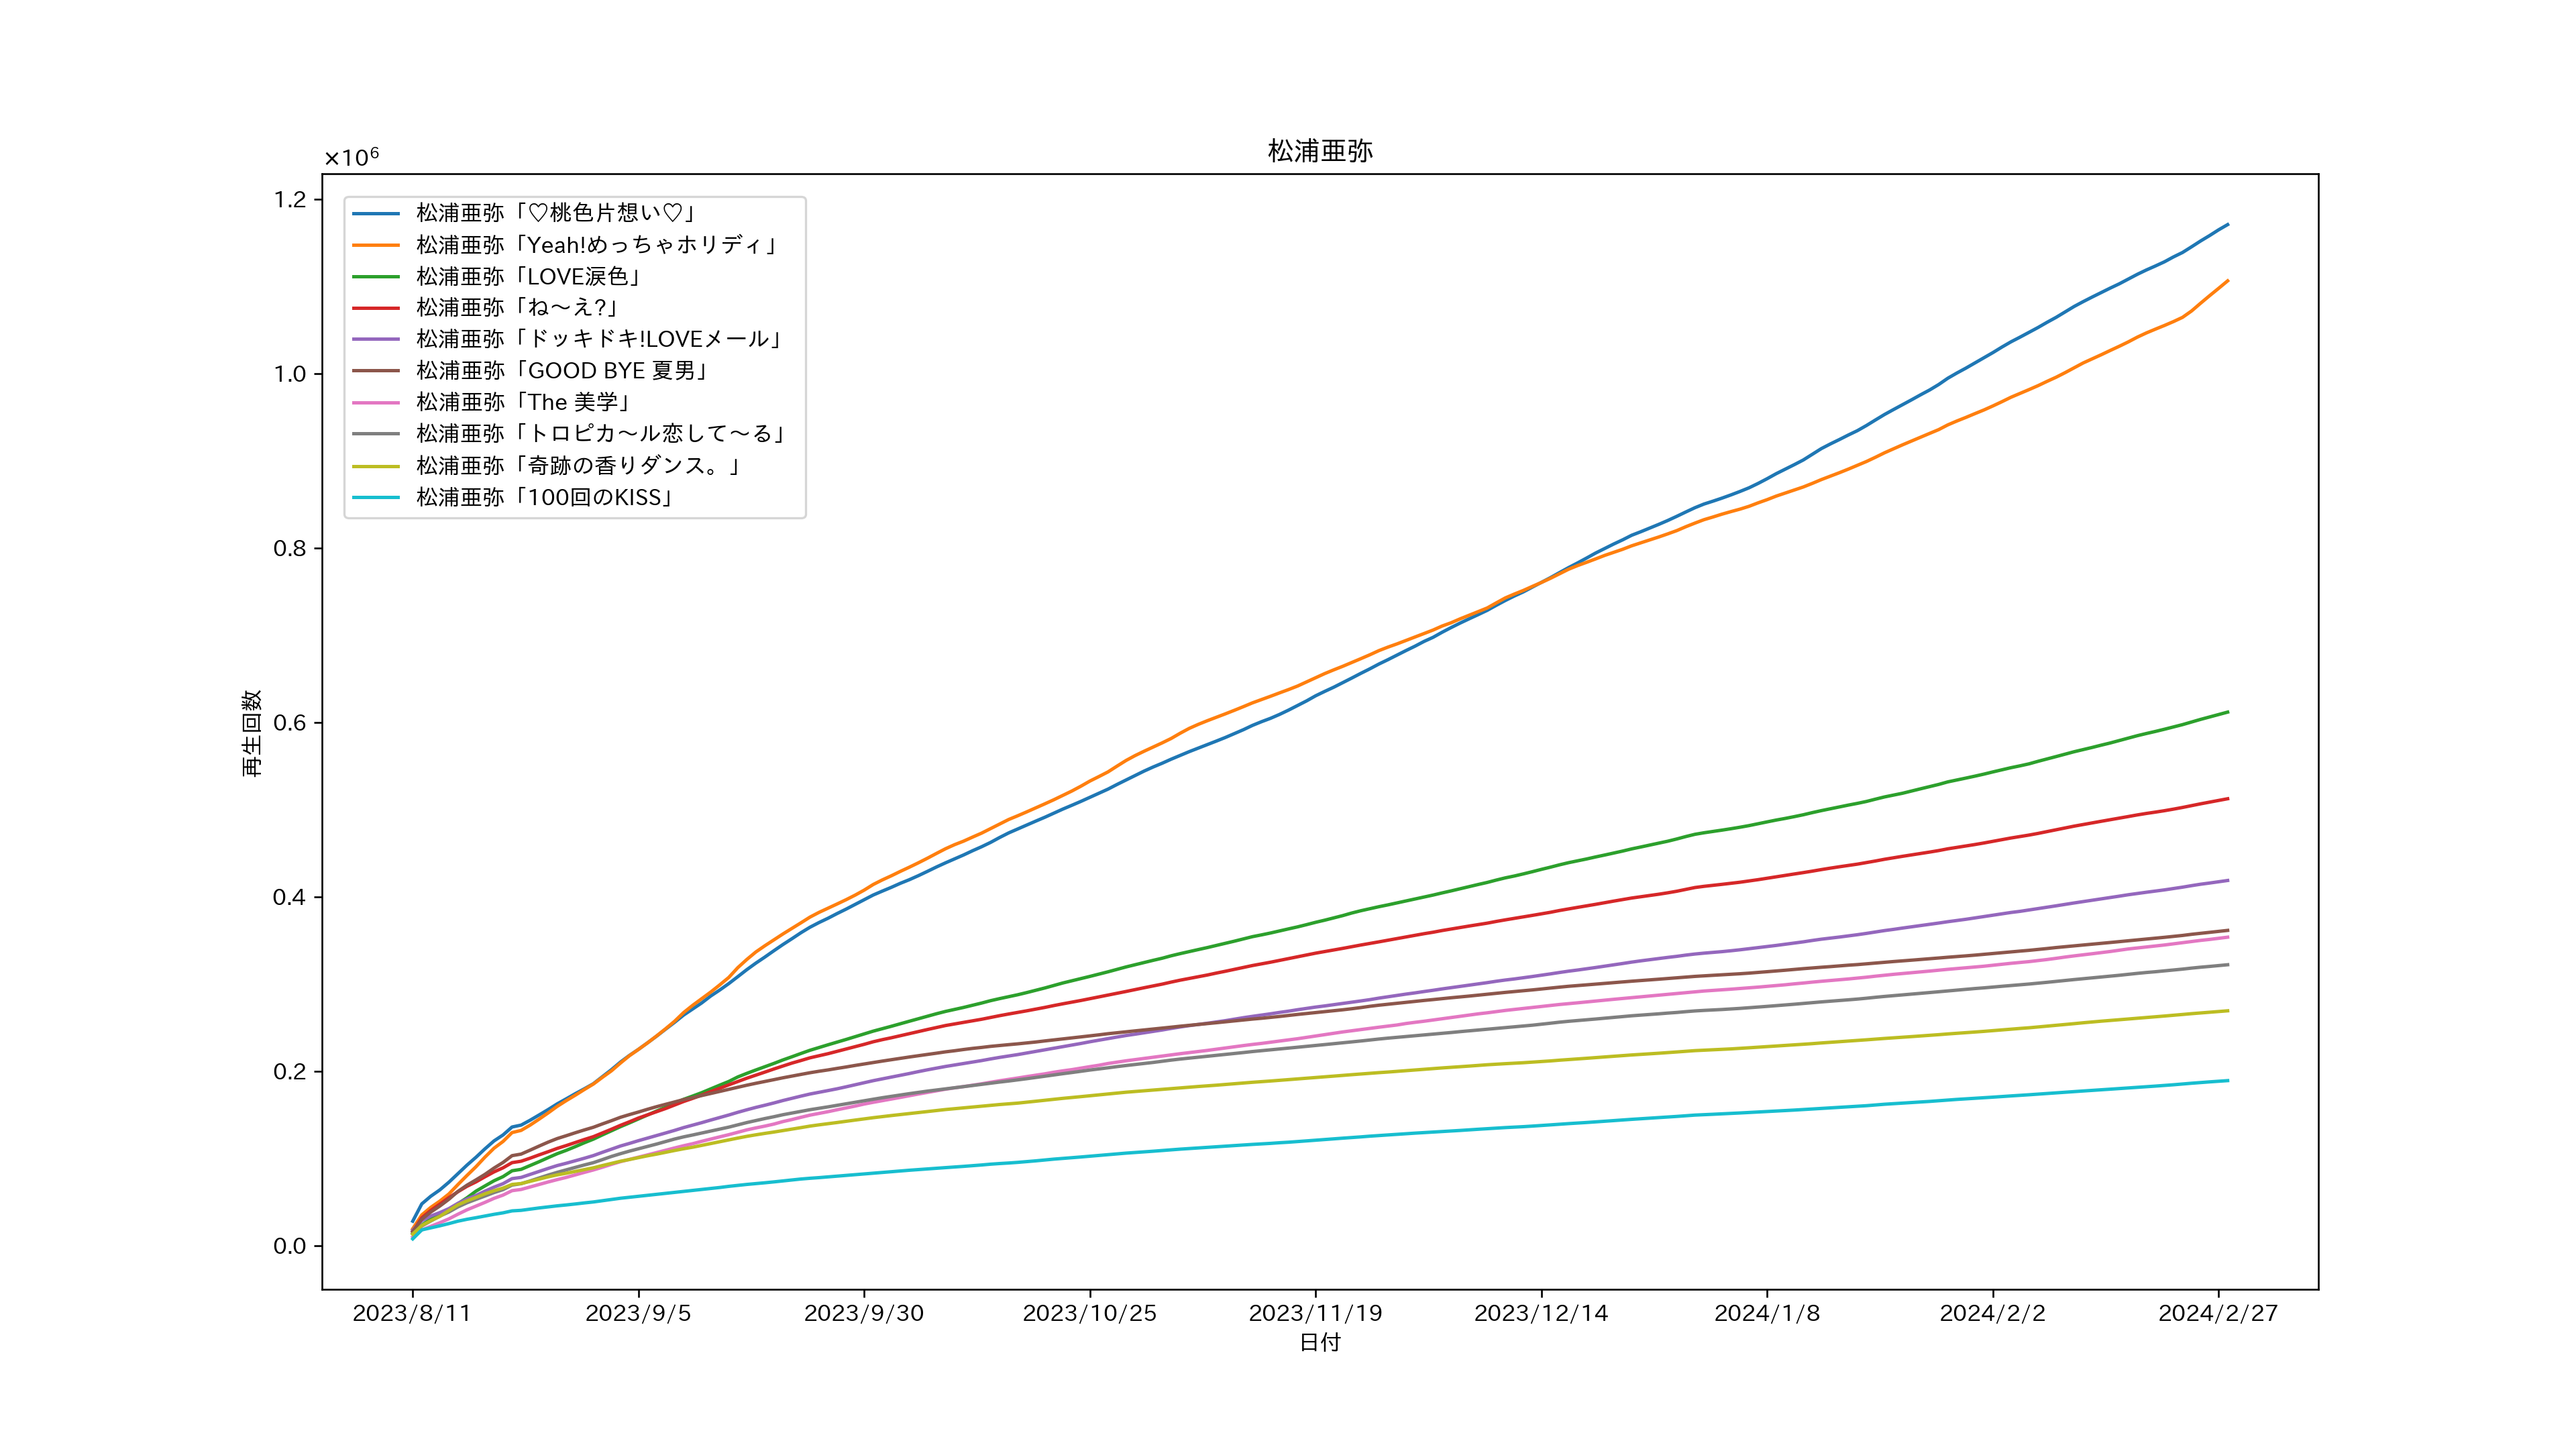 松浦亜弥
×10⁶
1.2
1.0
0.8
0.6
0.4
0.2
0.0
再生回数
松浦亜弥「♡桃色片想い♡」
松浦亜弥「Yeah!めっちゃホリディ」
松浦亜弥「LOVE涙色」
松浦亜弥「ね〜え?」
松浦亜弥「ドッキドキ!LOVEメール」
松浦亜弥「GOOD BYE 夏男」
松浦亜弥「The 美学」
松浦亜弥「トロピカ〜ル恋して〜る」
松浦亜弥「奇跡の香りダンス。」
松浦亜弥「100回のKISS」
2023/8/11 2023/9/5 2023/9/30 2023/10/25 2023/11/19 2023/12/14 2024/1/8 2024/2/2 2024/2/27
日付